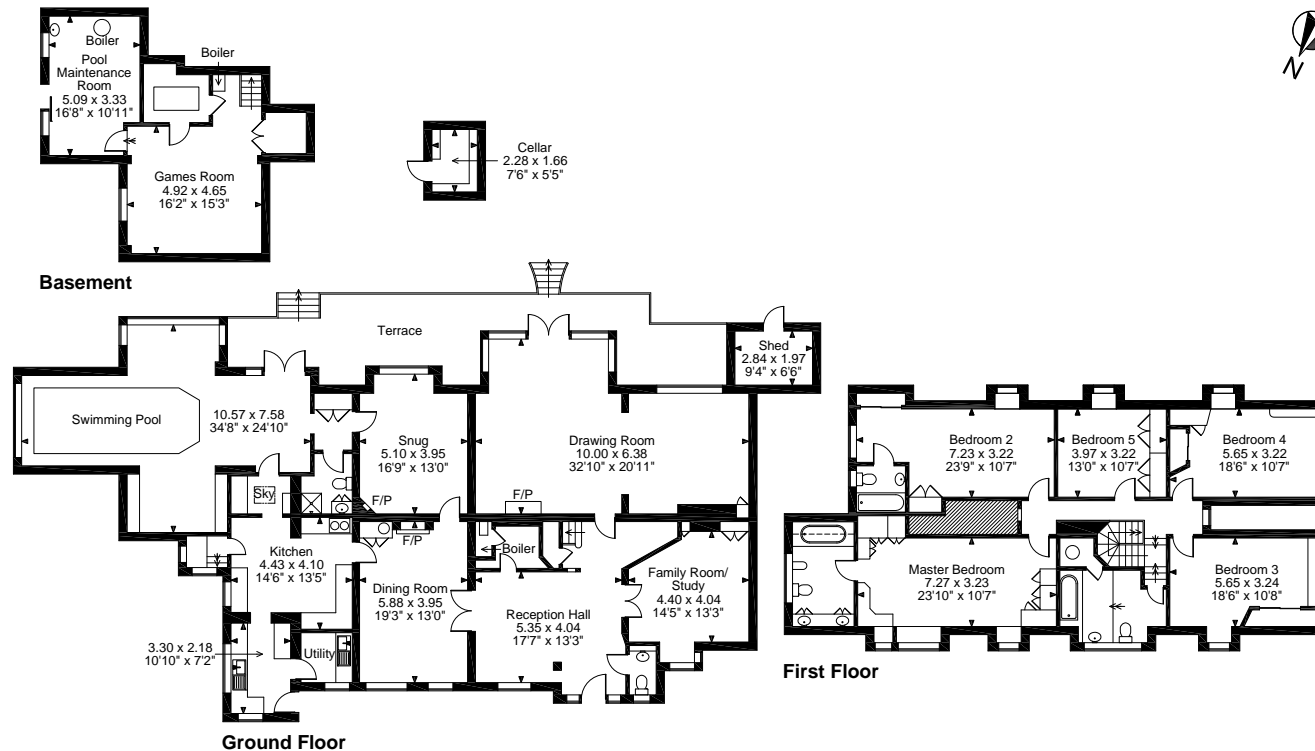 Boiler
Pool
Maintenance
Room
5.09 x 3.33
16'8" x 10'11"
Boiler
Games Room
4.92 x 4.65
16'2" x 15'3"
Basement
Cellar
2.28 x 1.66
7'6" x 5'5"
N
Terrace
Shed
2.84 x 1.97
9'4" x 6'6"
Swimming Pool
10.57 x 7.58
34'8" x 24'10"
Snug
5.10 x 3.95
16'9" x 13'0"
F/P
Drawing Room
10.00 x 6.38
32'10" x 20'11"
F/P
Sky
Kitchen
4.43 x 4.10
14'6" x 13'5"
F/P
Dining Room
5.88 x 3.95
19'3" x 13'0"
Boiler
Reception Hall
5.35 x 4.04
17'7" x 13'3"
Family Room/
Study
4.40 x 4.04
14'5" x 13'3"
3.30 x 2.18
10'10" x 7'2"
Utility
Ground Floor
Bedroom 2
7.23 x 3.22
23'9" x 10'7"
Bedroom 5
3.97 x 3.22
13'0" x 10'7"
Bedroom 4
5.65 x 3.22
18'6" x 10'7"
Master Bedroom
7.27 x 3.23
23'10" x 10'7"
Bedroom 3
5.65 x 3.24
18'6" x 10'8"
First Floor